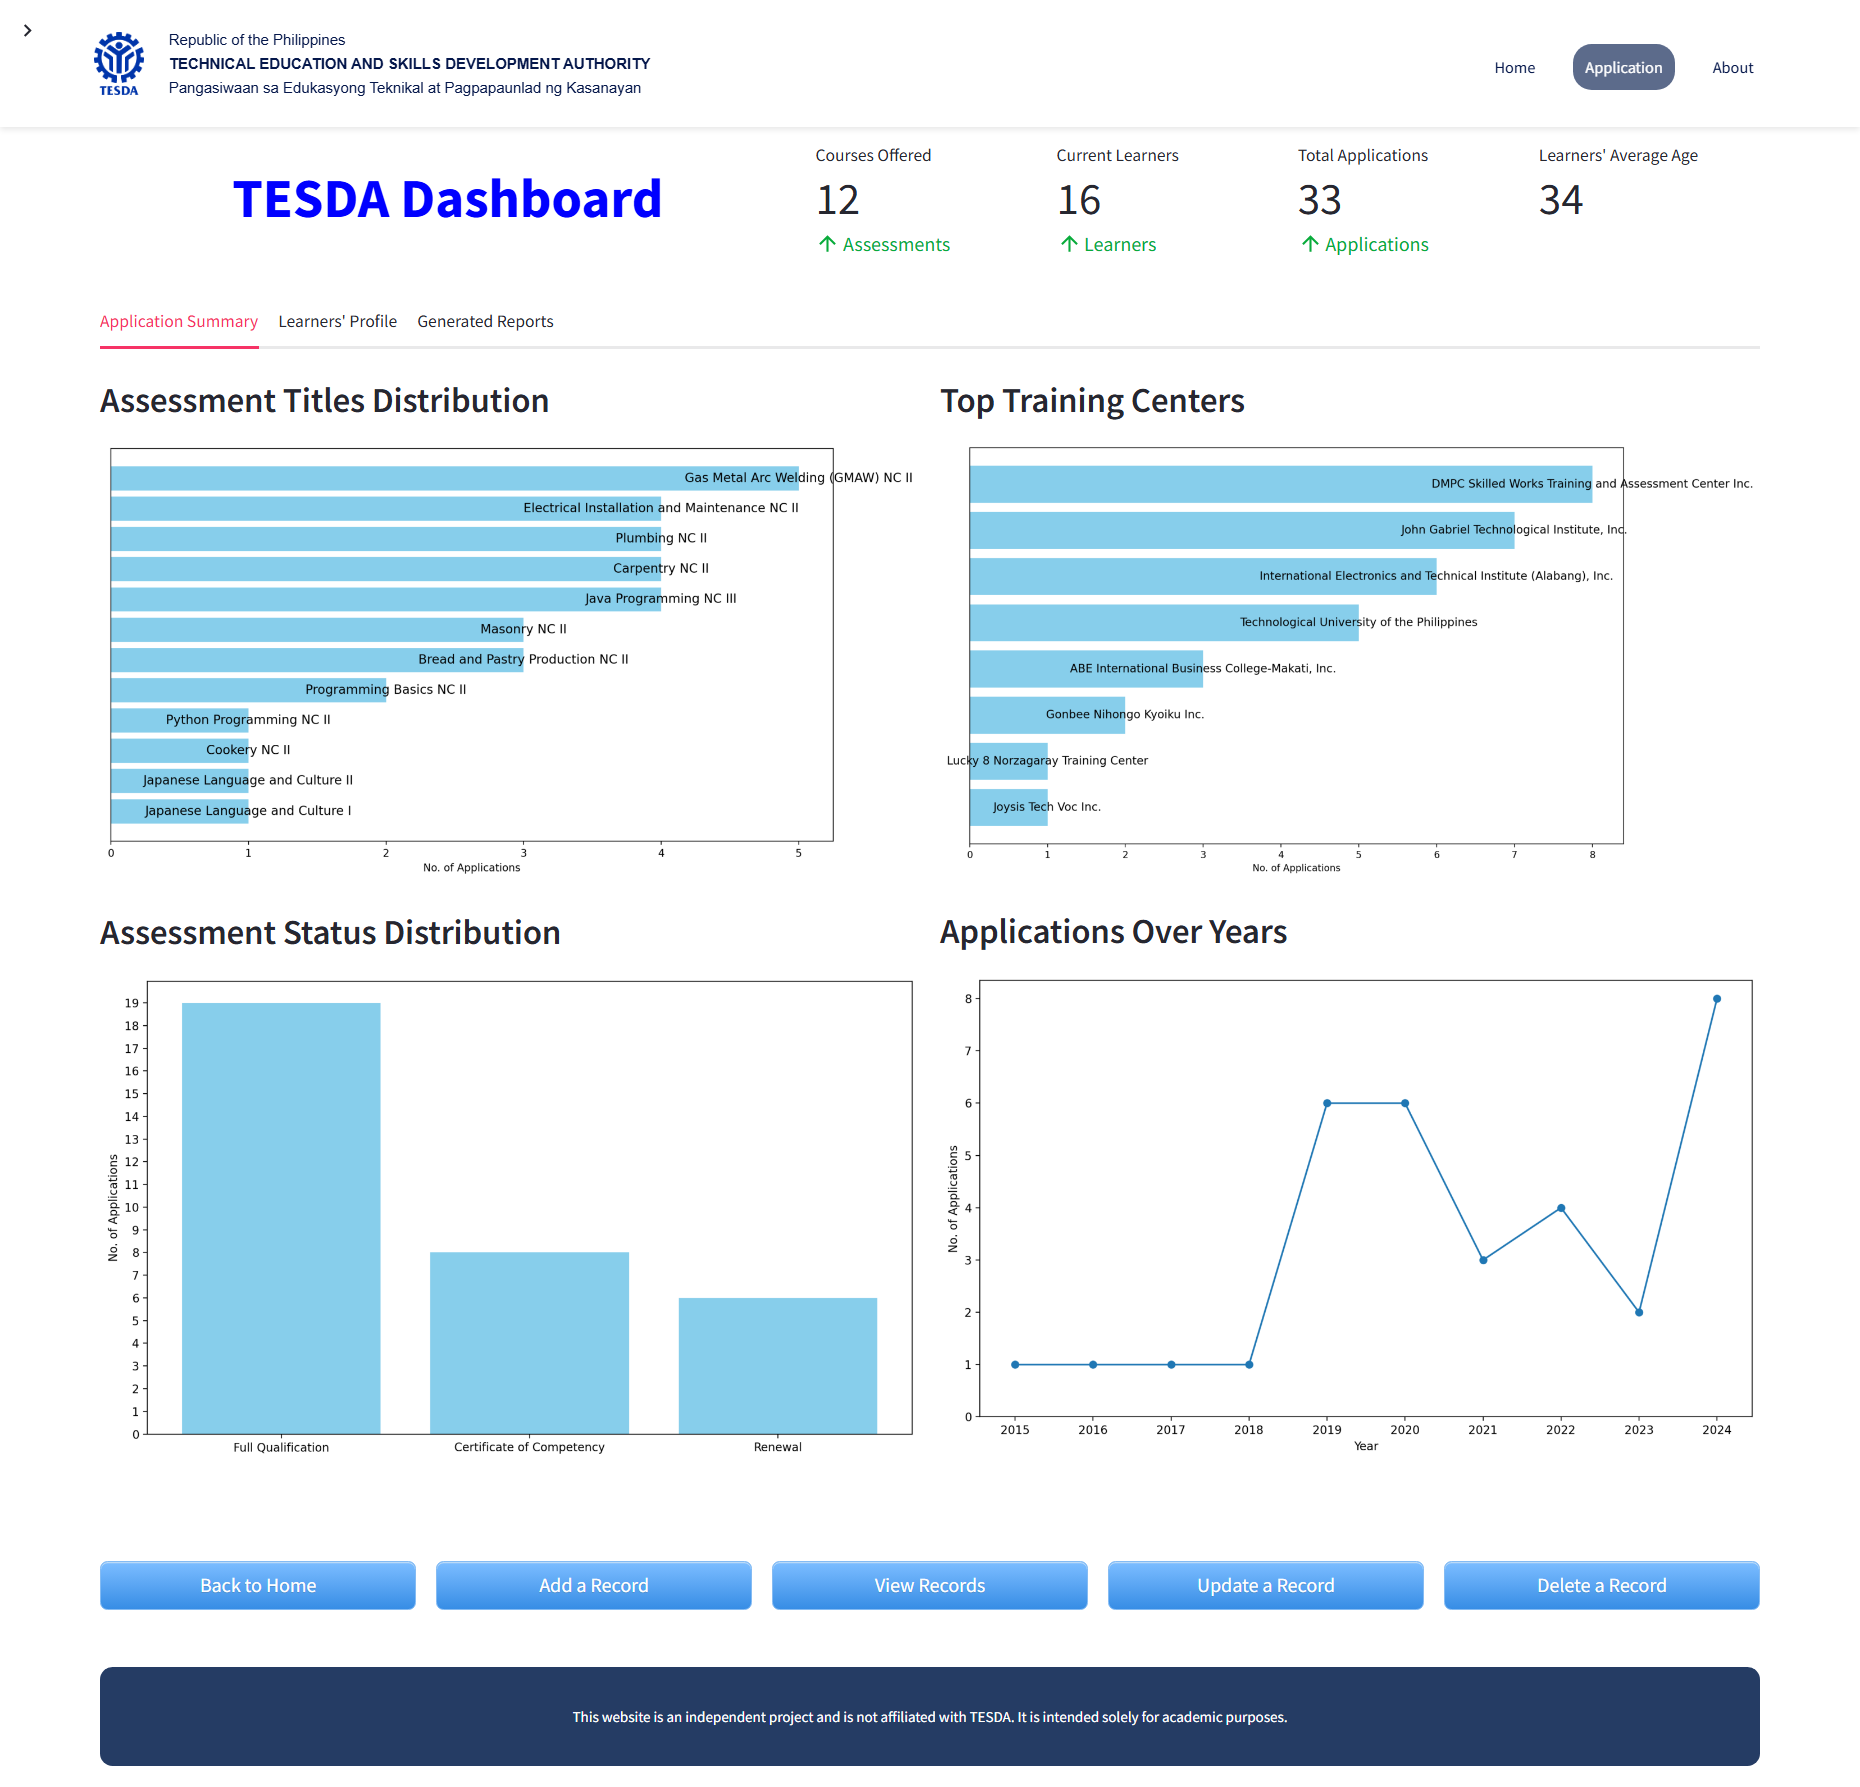 Republic of the Philippines
TECHNICAL EDUCATION AND SKILLS DEVELOPMENT AUTHORITY
Pangasiwaan sa Edukasyong Teknikal at Pagpapaunlad ng Kasanayan
TESDA
Home
Application
About
TESDA Dashboard
Courses Offered
12
Assessments
Current Learners
16
Learners
Total Applications
33
Applications
Learners' Average Age
34
Application Summary
Learners' Profile
Generated Reports
Assessment Titles Distribution
Gas Metal Arc Welding (GMAW) NC II
Electrical Installation and Maintenance NC II
Plumbing NC II
Carpentry NC II
Java Programming NC III
Masonry NC II
Bread and Pastry Production NC II
Programming Basics NC II
Python Programming NC II
Cookery NC II
Japanese Language and Culture II
Japanese Language and Culture I
0 1 2 3 4 5
No. of Applications
Top Training Centers
DMPC Skilled Works Training and Assessment Center Inc.
John Gabriel Technological Institute, Inc.
International Electronics and Technical Institute (Alabang), Inc.
Technological University of the Philippines
ABE International Business College-Makati, Inc.
Gonbee Nihongo Kyoiku Inc.
Lucky 8 Norzagaray Training Center
Joysis Tech Voc Inc.
0 1 2 3 4 5 6 7 8
No. of Applications
Assessment Status Distribution
19
18
17
16
15
14
13
12
11
10
9
8
7
6
5
4
3
2
1
0
No. of Applications
Full Qualification
Certificate of Competency
Renewal
Applications Over Years
8
7
6
5
4
3
2
1
0
No. of Applications
2015 2016 2017 2018 2019 2020 2021 2022 2023 2024
Year
Back to Home
Add a Record
View Records
Update a Record
Delete a Record
This website is an independent project and is not affiliated with TESDA. It is intended solely for academic purposes.